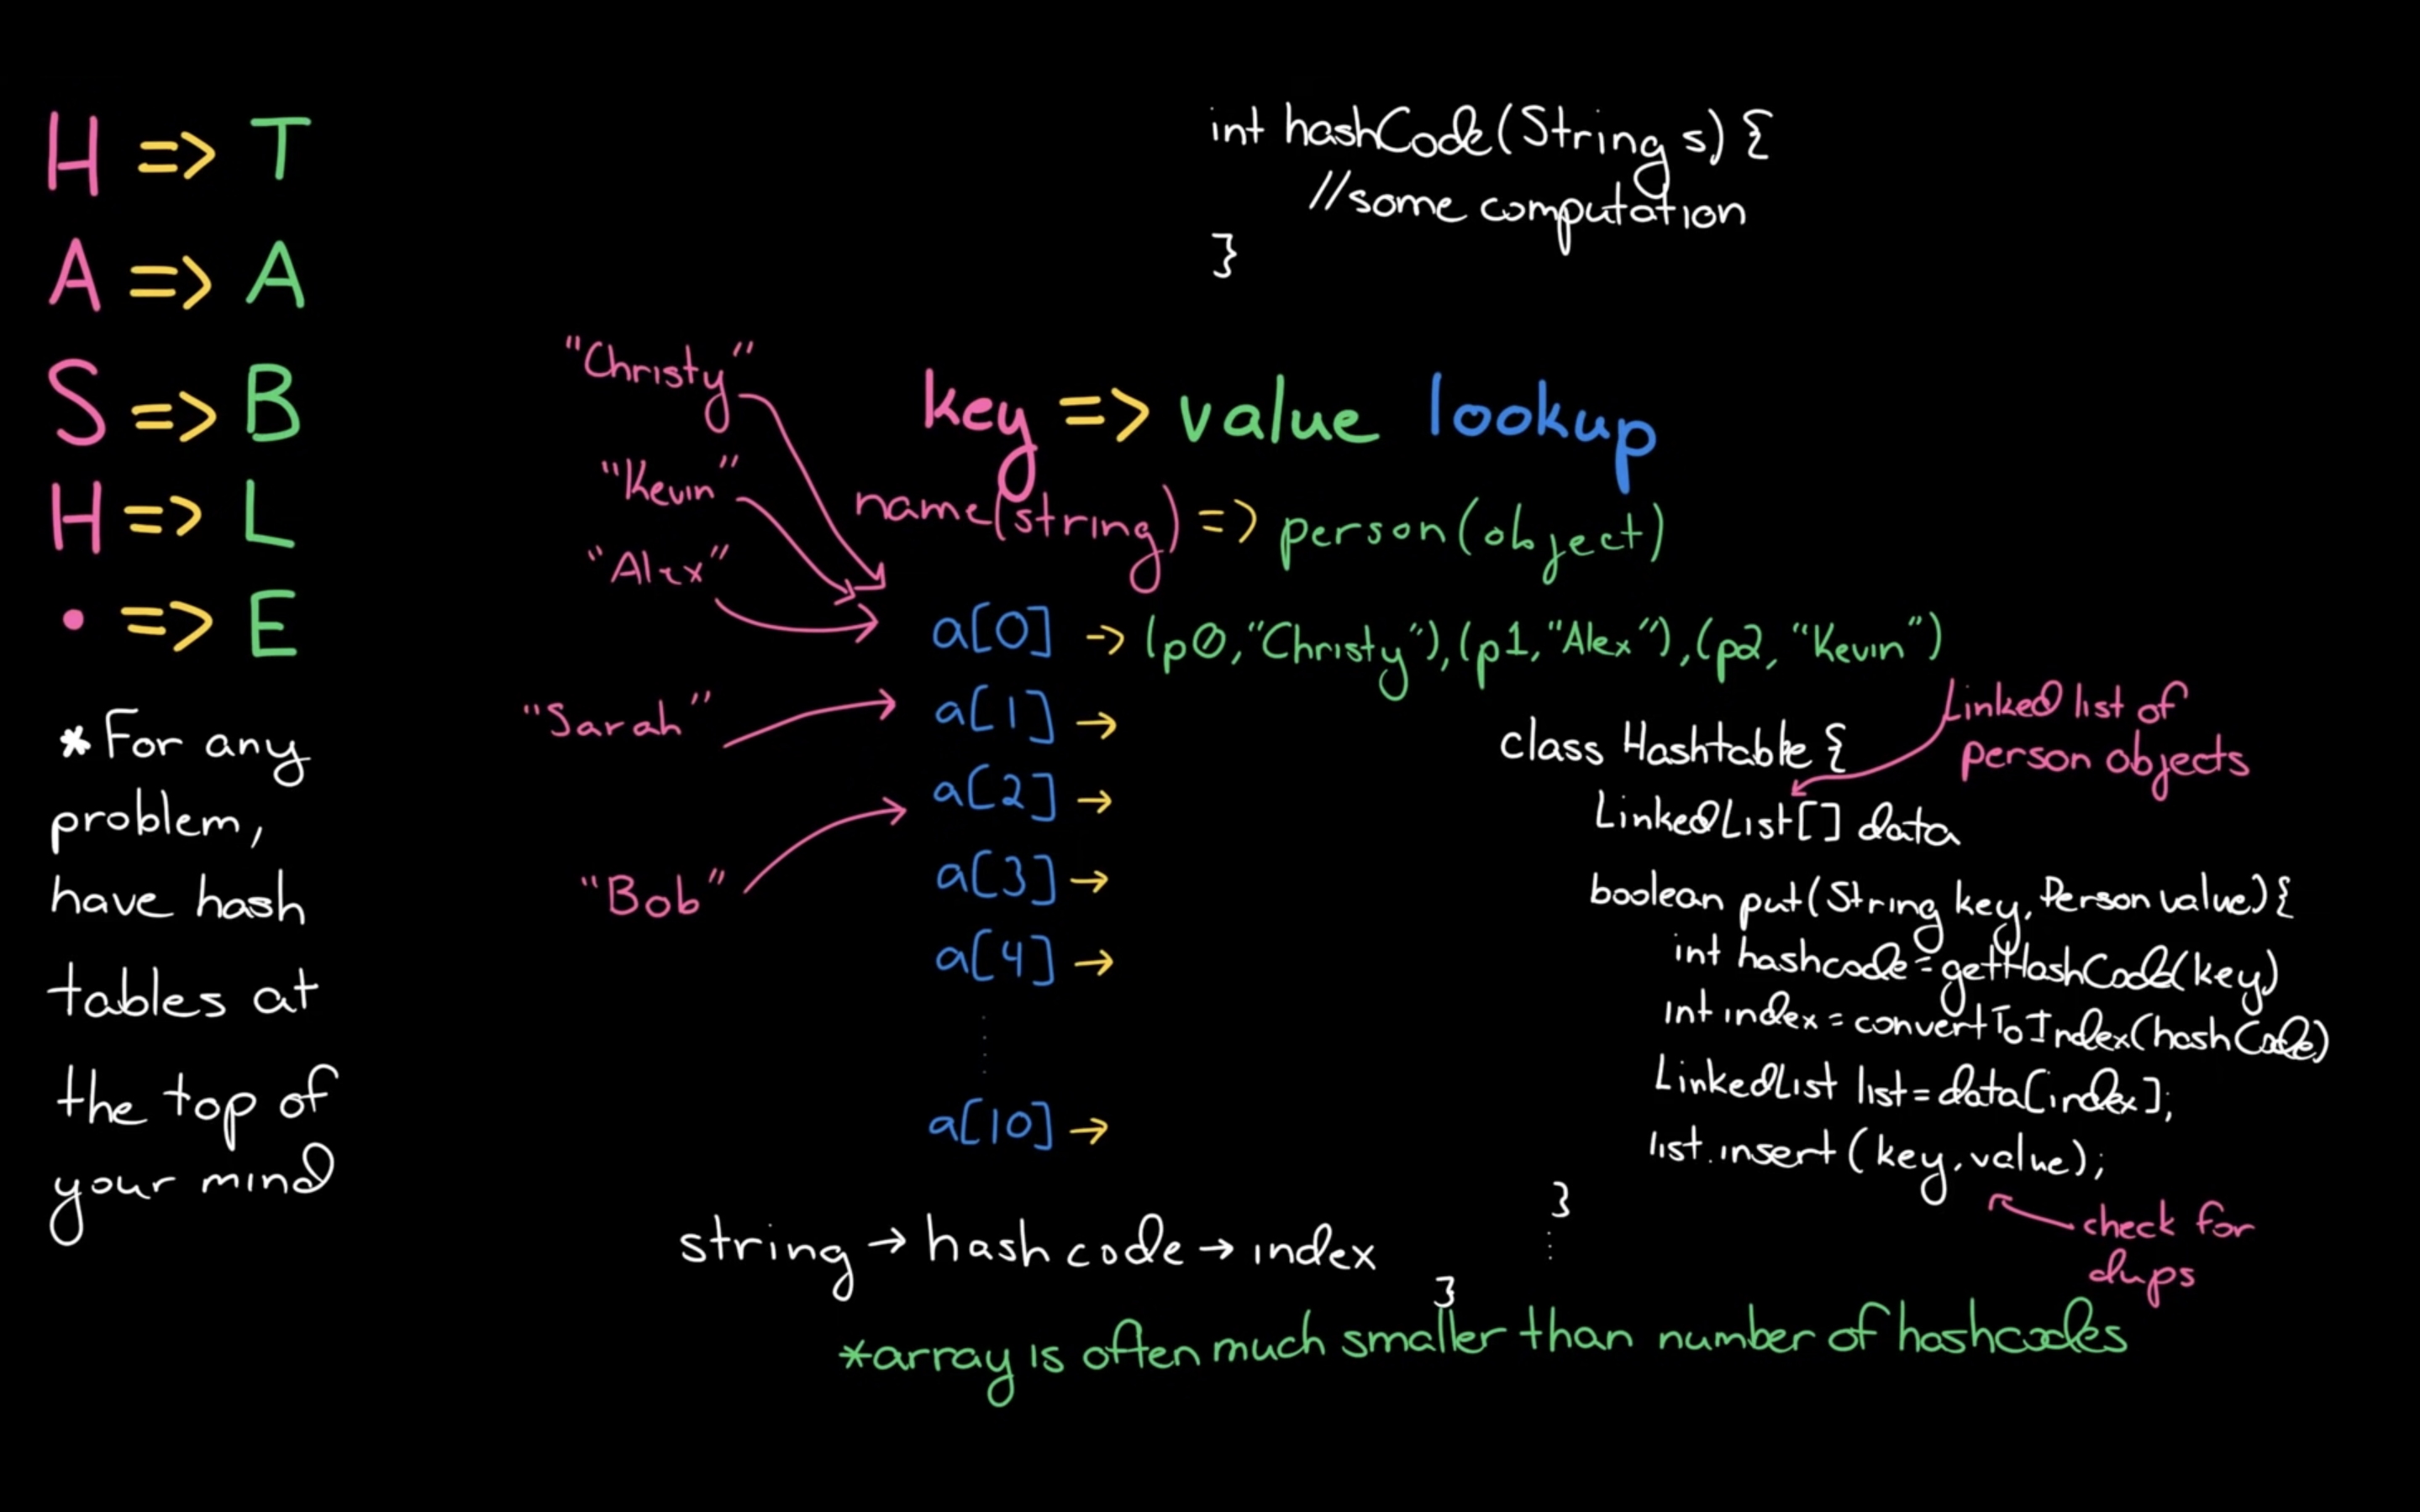 H => T
A => A
S => B
H => L
• => E
*For any
problem,
have hash
tables at
the top of
your mind
int hashCode(String s) {
//some computation
}
key => value lookup
name(string) => person(object)
"Christy"
"Kevin"
"Alex"
"Sarah"
"Bob"
a[0] -> (p0,"Christy"),(p1,"Alex"),(p2, "Kevin")
a[1] →
a[2] →
a[3] →
a[4] →
a[10] →
string → hash code → index
Linked list of
person objects
class Hashtable {
LinkedList[] data
boolean put(String key, Person value){
int hashcode = getHashCode(key)
int index = convertToIndex(hashCode)
LinkedList list = data[index];
list.insert (key, value);
}
check for
dups
}
*array is often much smaller than number of hashcodes